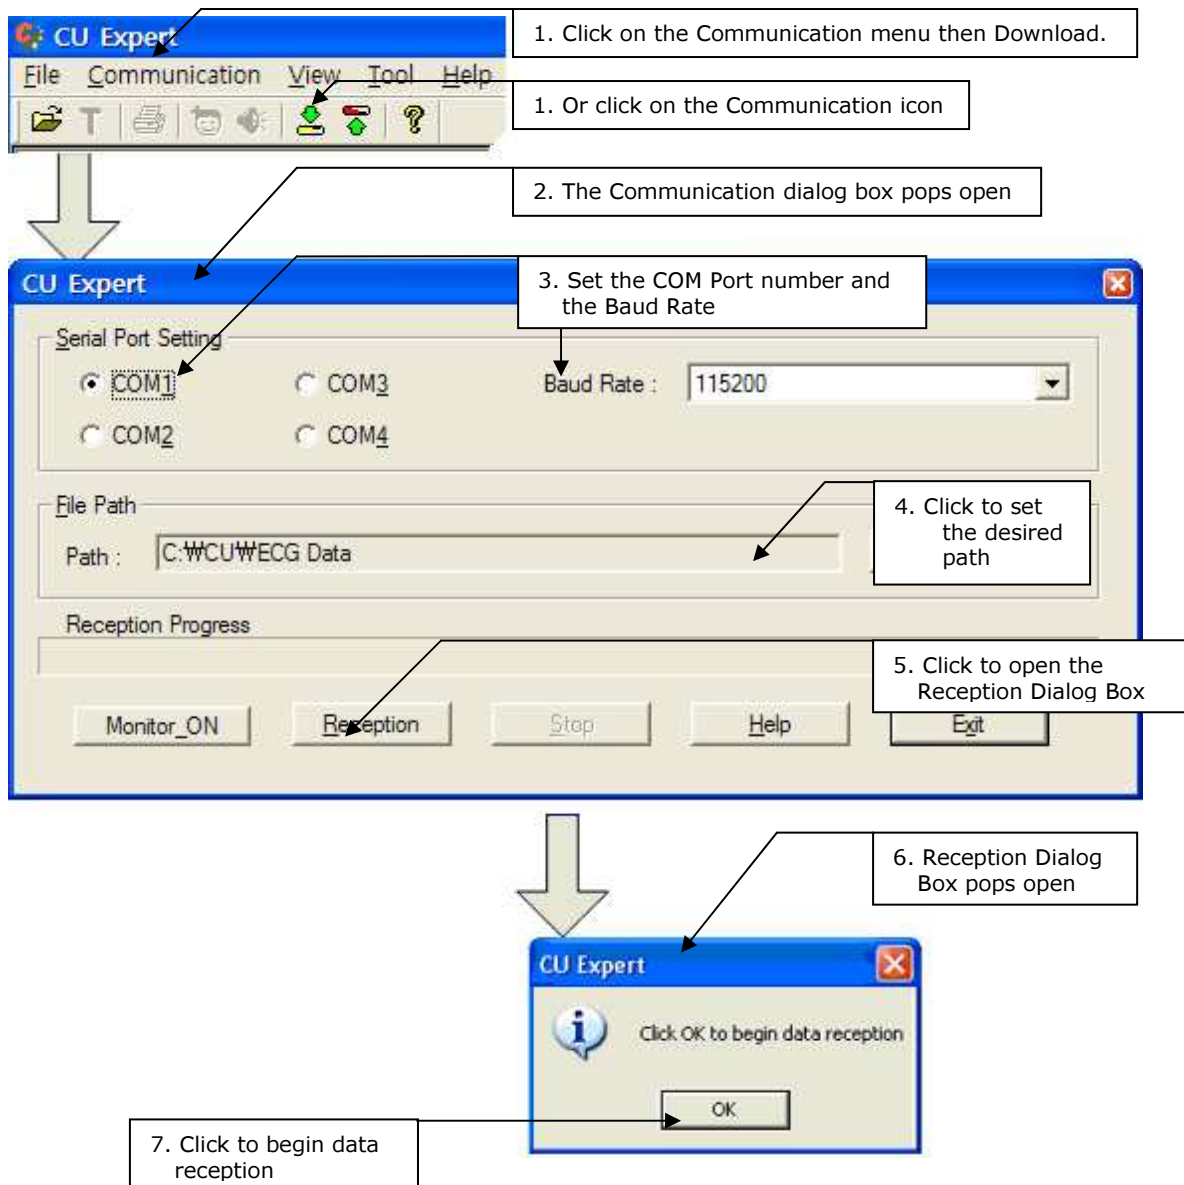 CU Expert
1. Click on the Communication menu then Download.
File Communication View Tool Help
1. Or click on the Communication icon
2. The Communication dialog box pops open
CU Expert
3. Set the COM Port number and
the Baud Rate
Serial Port Setting
COM1 COM3 Baud Rate : 115200
COM2 COM4
File Path
4. Click to set
the desired
path
Path : C:₩CU₩ECG Data
Reception Progress
5. Click to open the
Reception Dialog Box
Monitor_ON Reception Stop Help Exit
6. Reception Dialog
Box pops open
CU Expert
Click OK to begin data reception
OK
7. Click to begin data
reception